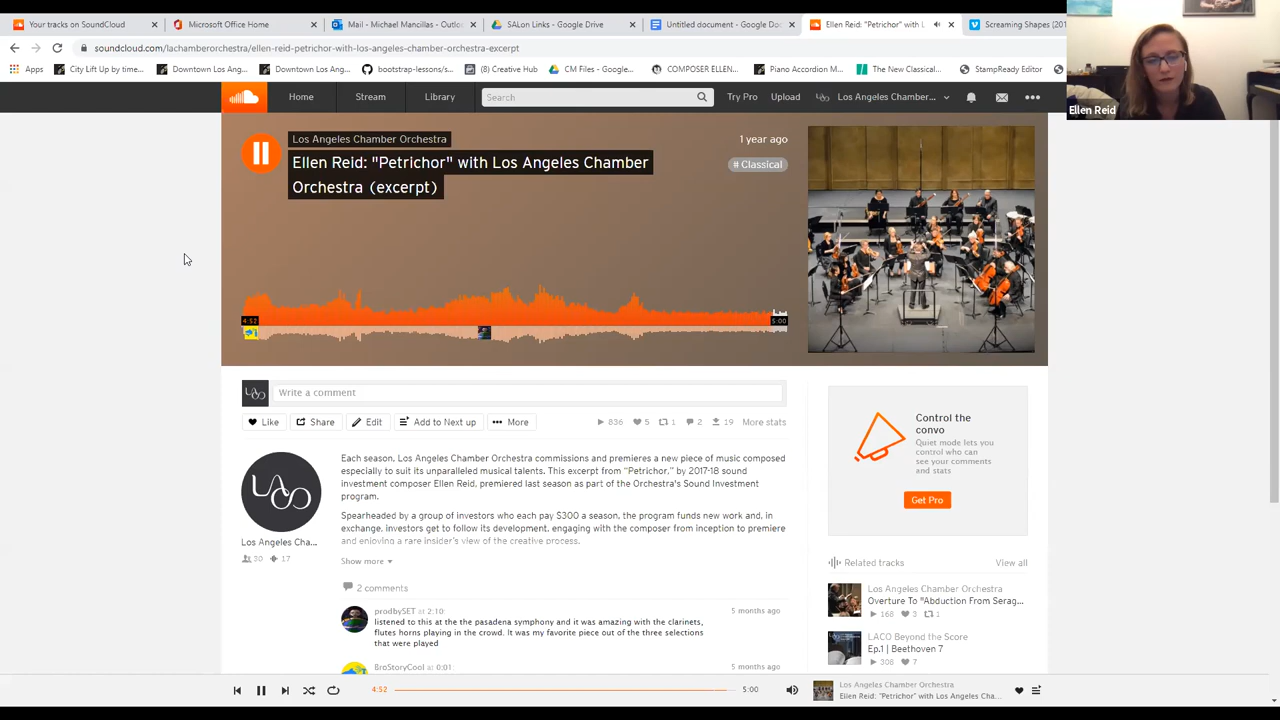 Your tracks on SoundCloud
Microsoft Office Home
Mail - Michael Mancillas - Outloo
SALon Links - Google Drive
Untitled document - Google Doc
Ellen Reid: "Petrichor" with L
Screaming Shapes (201
soundcloud.com/lachamberorchestra/ellen-reid-petrichor-with-los-angeles-chamber-orchestra-excerpt
Apps
City Lift Up by time...
Downtown Los Ang...
Downtown Los Ang...
bootstrap-lessons/s...
(8) Creative Hub
CM Files - Google...
COMPOSER ELLEN...
Piano Accordion M...
The New Classical...
StampReady Editor
Ellen Reid
Home
Stream
Library
Search
Try Pro
Upload
Los Angeles Chamber...
Los Angeles Chamber Orchestra
1 year ago
Ellen Reid: "Petrichor" with Los Angeles Chamber
Orchestra (excerpt)
# Classical
4:52
5:00
LACO
Write a comment
Like
Share
Edit
Add to Next up
More
836
5
1
2
19
More stats
Each season, Los Angeles Chamber Orchestra commissions and premieres a new piece of music composed
especially to suit its unparalleled musical talents. This excerpt from "Petrichor," by 2017-18 sound
investment composer Ellen Reid, premiered last season as part of the Orchestra's Sound Investment
program.
Spearheaded by a group of investors who each pay $300 a season, the program funds new work and, in
exchange, investors get to follow its development, engaging with the composer from inception to premiere
and enjoying a rare insider's view of the creative process.
Show more
LACO
Los Angeles Cha...
30
17
2 comments
prodbySET at 2:10:
5 months ago
listened to this at the the pasadena symphony and it was amazing with the clarinets,
flutes horns playing in the crowd. It was my favorite piece out of the three selections
that were played
BroStoryCool at 0:01:
5 months ago
Control the
convo
Quiet mode lets you
control who can
see your comments
and stats
Get Pro
Related tracks
View all
Los Angeles Chamber Orchestra
Overture To "Abduction From Serag...
168
3
1
LACO Beyond the Score
Ep.1 | Beethoven 7
308
7
4:52
5:00
Los Angeles Chamber Orchestra
Ellen Reid: "Petrichor" with Los Angeles Cha...